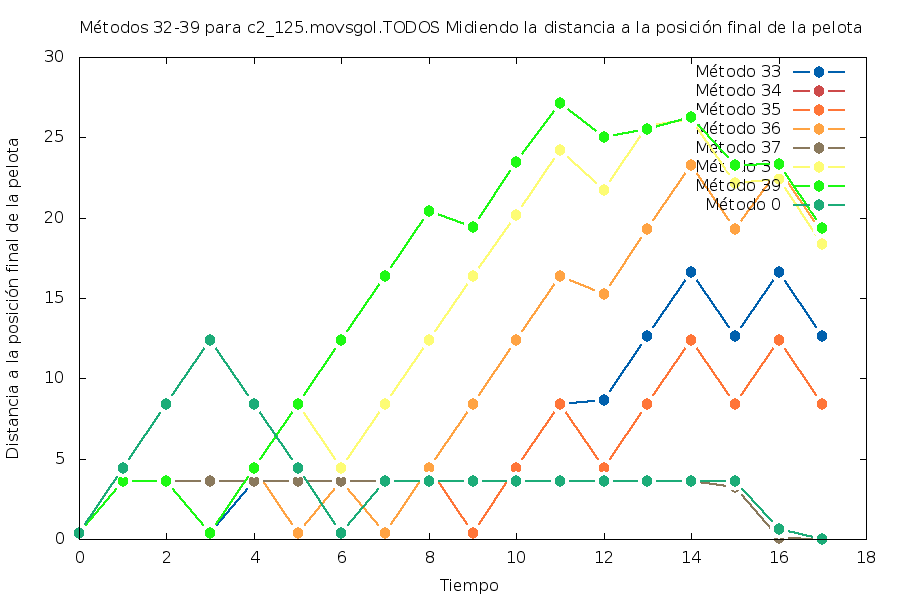 Métodos 32-39 para c2_125.movsgol.TODOS Midiendo la distancia a la posición final de la pelota
Distancia a la posición final de la pelota
30
25
20
15
10
5
0
Método 33
Método 34
Método 35
Método 36
Método 37
Método 39
Método 0
0 2 4 6 8 10 12 14 16 18
Tiempo